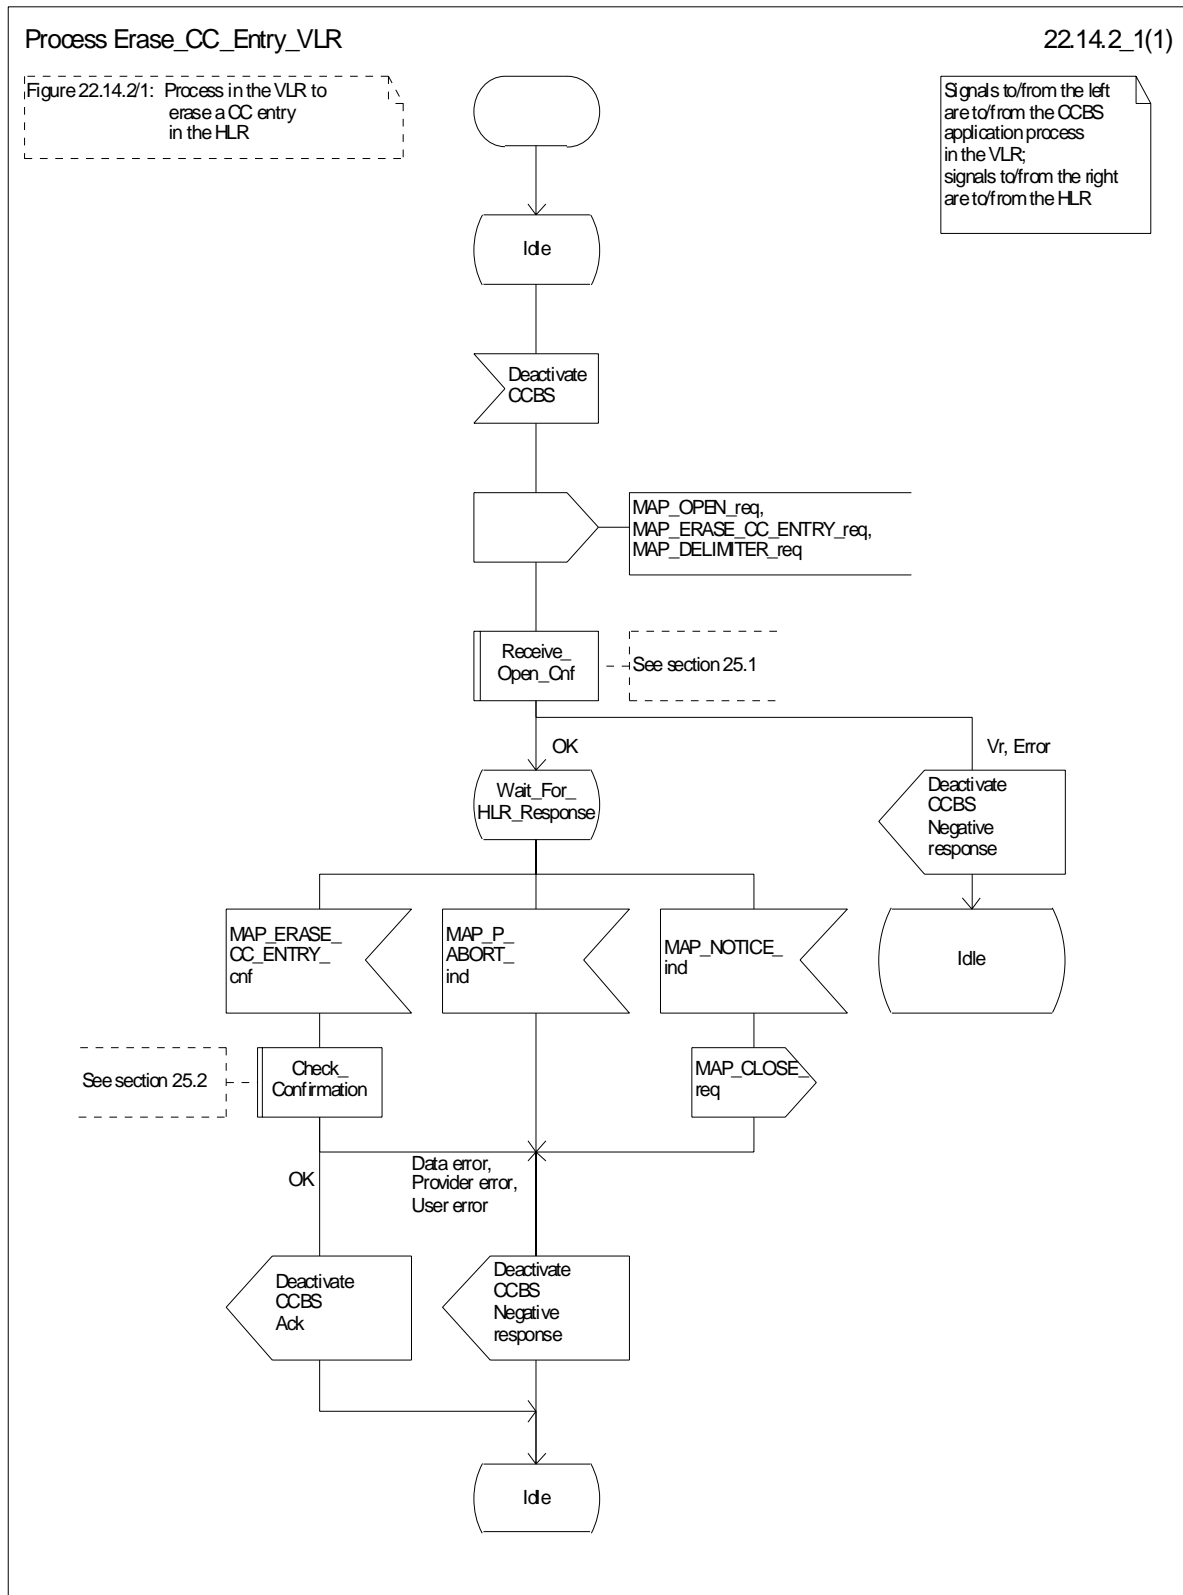 Process Erase_CC_Entry_VLR
22.14.2_1(1)
Figure 22.14.2/1: Process in the VLR to
erase a CC entry
in the HLR
Signals to/from the left
are to/from the CCBS
application process
in the VLR;
signals to/from the right
are to/from the HLR
Idle
Deactivate
CCBS
MAP_OPEN_req,
MAP_ERASE_CC_ENTRY_req,
MAP_DELIMITER_req
Receive_
Open_Cnf
See section 25.1
OK
Vr, Error
Wait_For_
HLR_Response
Deactivate
CCBS
Negative
response
MAP_ERASE_
CC_ENTRY_
cnf
MAP_P_
ABORT_
ind
MAP_NOTICE_
ind
Idle
See section 25.2
Check_
Confirmation
MAP_CLOSE_
req
OK
Data error,
Provider error,
User error
Deactivate
CCBS
Ack
Deactivate
CCBS
Negative
response
Idle